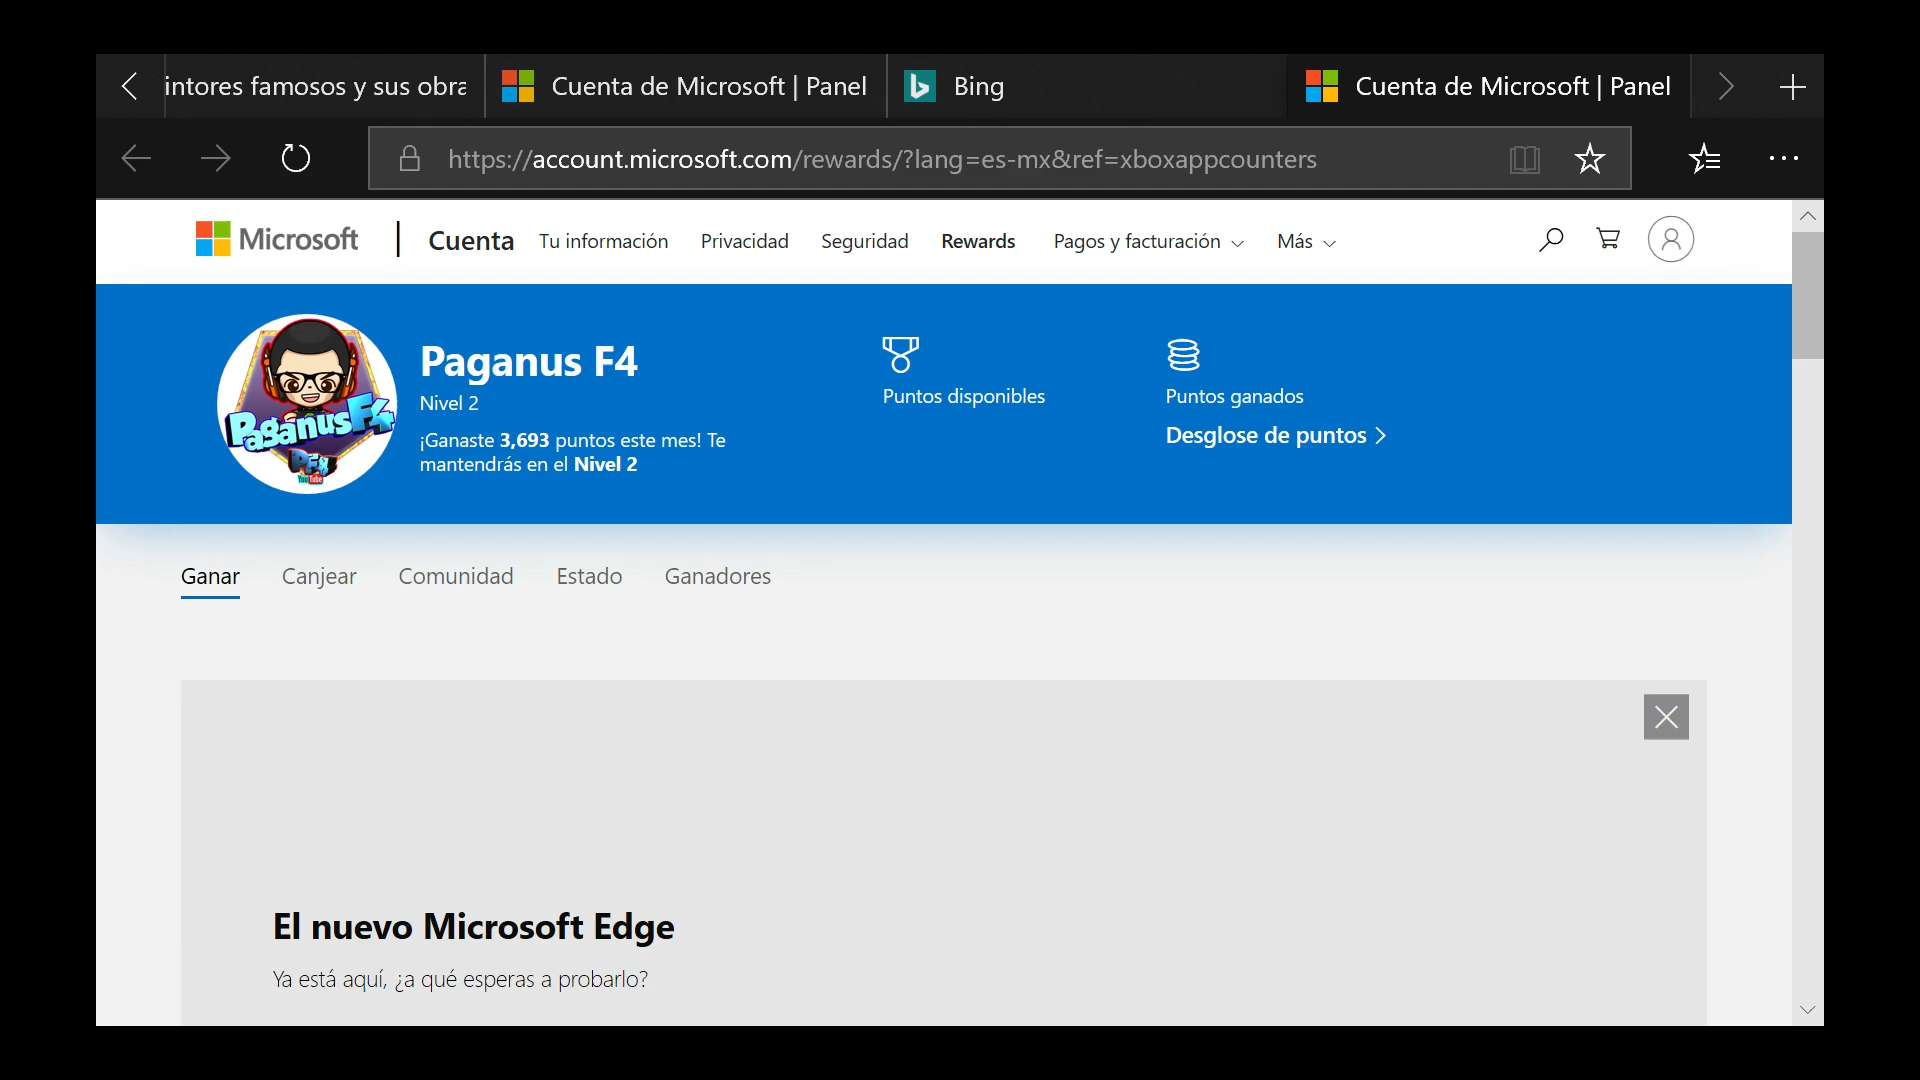 intores famosos y sus obra
Cuenta de Microsoft | Panel
Bing
Cuenta de Microsoft | Panel
https://account.microsoft.com/rewards/?lang=es-mx&ref=xboxappcounters
Microsoft
Cuenta
Tu información
Privacidad
Seguridad
Rewards
Pagos y facturación
Más
PaganusF4
PF4
YouTube
Paganus F4
Nivel 2
¡Ganaste 3,693 puntos este mes! Te
mantendrás en el Nivel 2
Puntos disponibles
Puntos ganados
Desglose de puntos
Ganar
Canjear
Comunidad
Estado
Ganadores
El nuevo Microsoft Edge
Ya está aquí, ¿a qué esperas a probarlo?